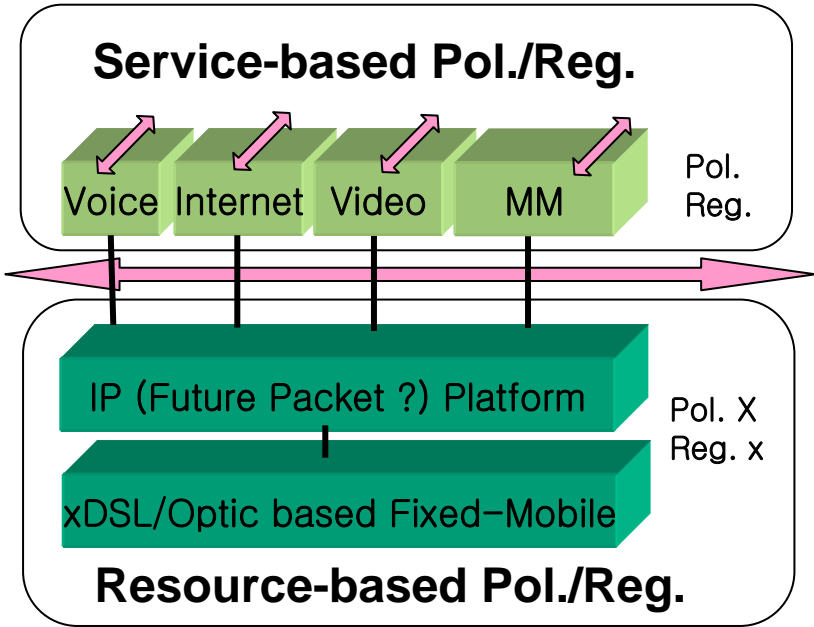 Service-based Pol./Reg.
Voice Internet Video MM
Pol.
Reg.
IP (Future Packet ?) Platform
Pol. X
Reg. x
xDSL/Optic based Fixed-Mobile
Resource-based Pol./Reg.